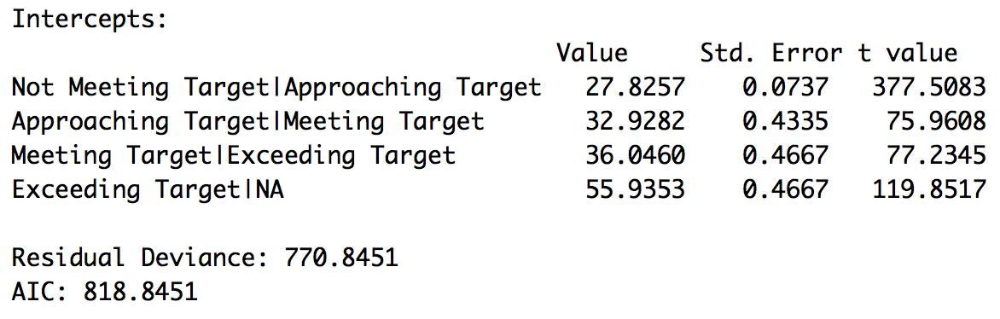 Intercepts:
Value Std. Error t value
Not Meeting Target|Approaching Target 27.8257 0.0737 377.5083
Approaching Target|Meeting Target 32.9282 0.4335 75.9608
Meeting Target|Exceeding Target 36.0460 0.4667 77.2345
Exceeding Target|NA 55.9353 0.4667 119.8517
Residual Deviance: 770.8451
AIC: 818.8451